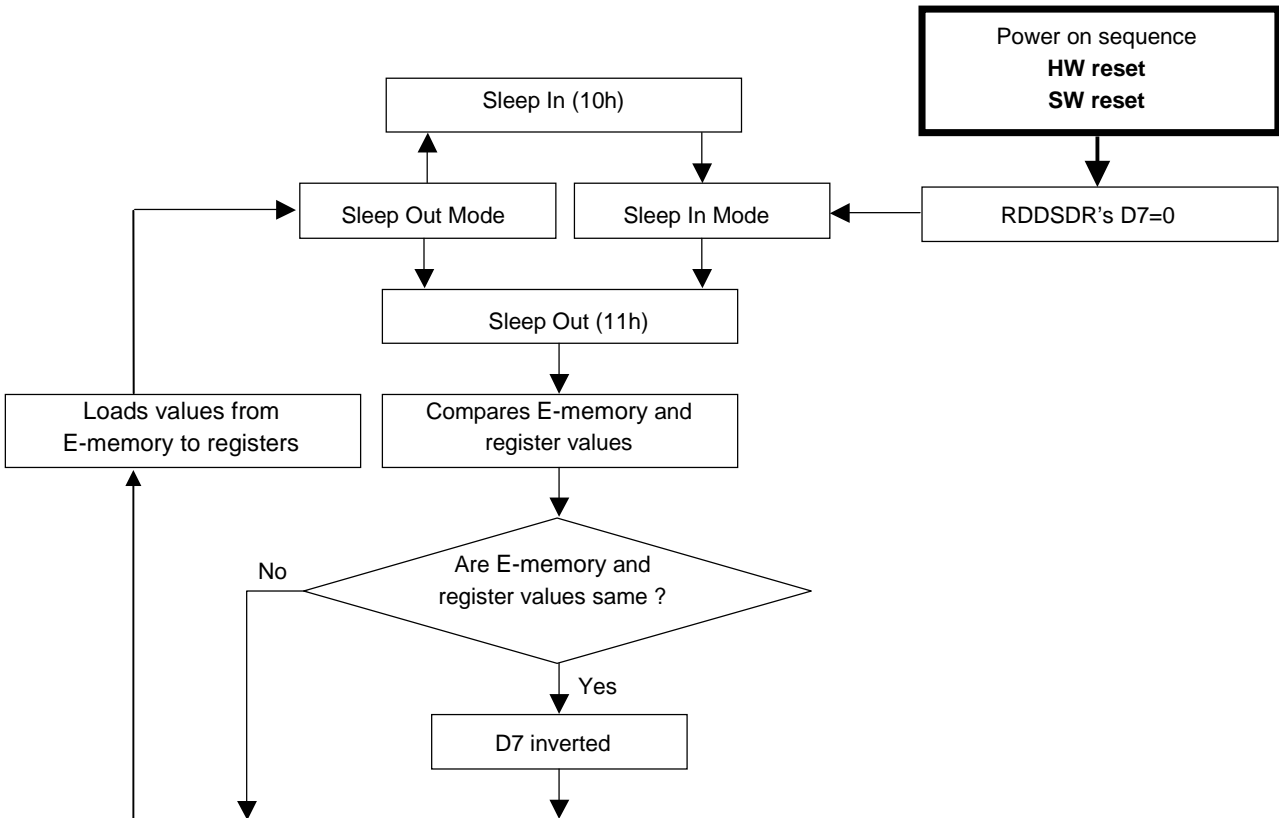 Power on sequence
HW reset
SW reset
Sleep In (10h)
Sleep Out Mode
Sleep In Mode
RDDSDR's D7=0
Sleep Out (11h)
Loads values from
E-memory to registers
Compares E-memory and
register values
No
Are E-memory and
register values same ?
Yes
D7 inverted